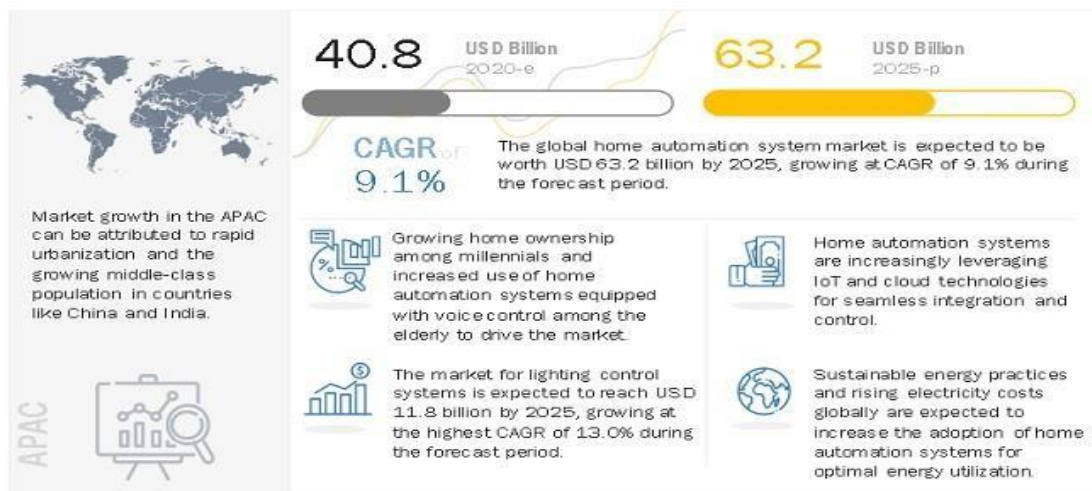 40.8
USD Billion
2020-e
63.2
USD Billion
2025-p
CAGR of
9.1%
The global home automation system market is expected to be
worth USD 63.2 billion by 2025, growing at CAGR of 9.1% during
the forecast period.
Market growth in the APAC
can be attributed to rapid
urbanization and the
growing middle-class
population in countries
like China and India.
APAC
Growing home ownership
among millennials and
increased use of home
automation systems equipped
with voice control among the
elderly to drive the market.
Home automation systems
are increasingly leveraging
IoT and cloud technologies
for seamless integration and
control.
The market for lighting control
systems is expected to reach USD
11.8 billion by 2025, growing at
the highest CAGR of 13.0% during
the forecast period.
Sustainable energy practices
and rising electricity costs
globally are expected to
increase the adoption of home
automation systems for
optimal energy utilization.